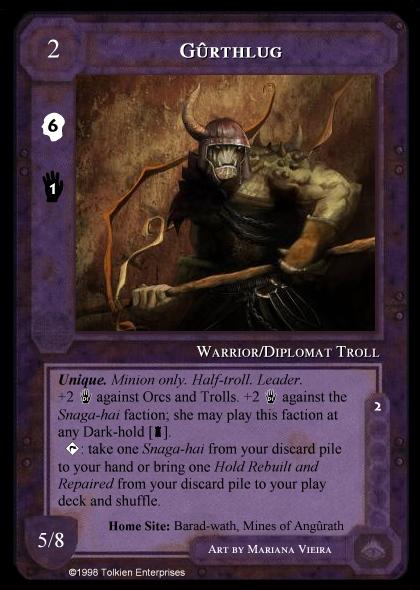 2
GÛRTHLUG
6
1
WARRIOR/DIPLOMAT TROLL
Unique. Minion only. Half-troll. Leader.
+2 against Orcs and Trolls. +2 against the
Snaga-hai faction; she may play this faction at
any Dark-hold [ ].
: take one Snaga-hai from your discard pile
to your hand or bring one Hold Rebuilt and
Repaired from your discard pile to your play
deck and shuffle.
2
Home Site: Barad-wath, Mines of Angûrath
5/8
ART BY MARIANA VIEIRA
©1998 Tolkien Enterprises